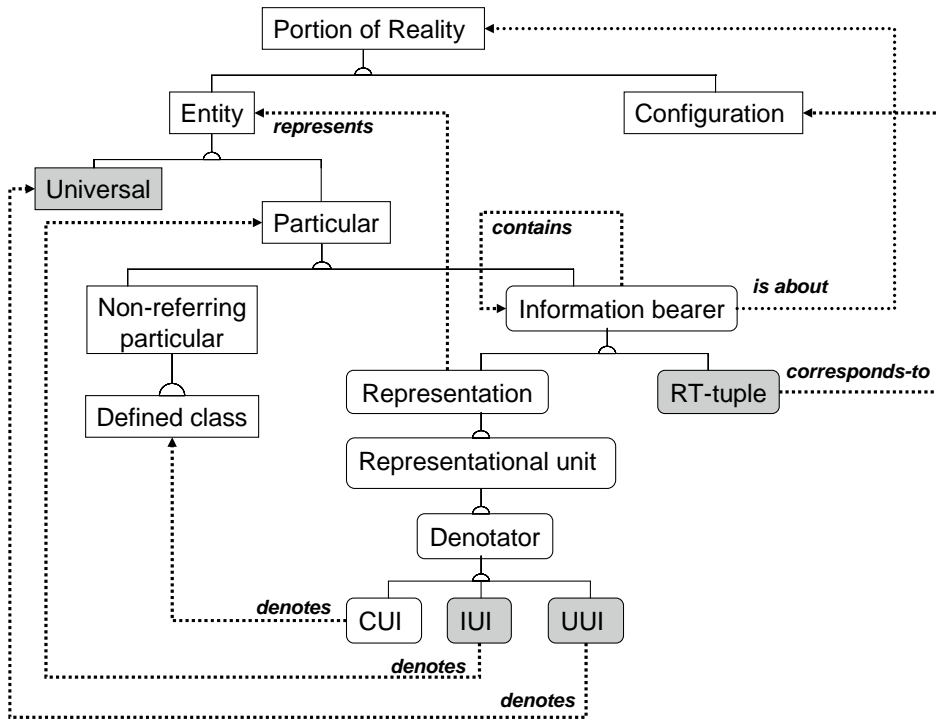 Portion of Reality
Entity
Configuration
represents
Universal
Particular
contains
is about
Non-referring
particular
Information bearer
Representation
RT-tuple
corresponds-to
Defined class
Representational unit
Denotator
denotes
CUI
IUI
UUI
denotes
denotes